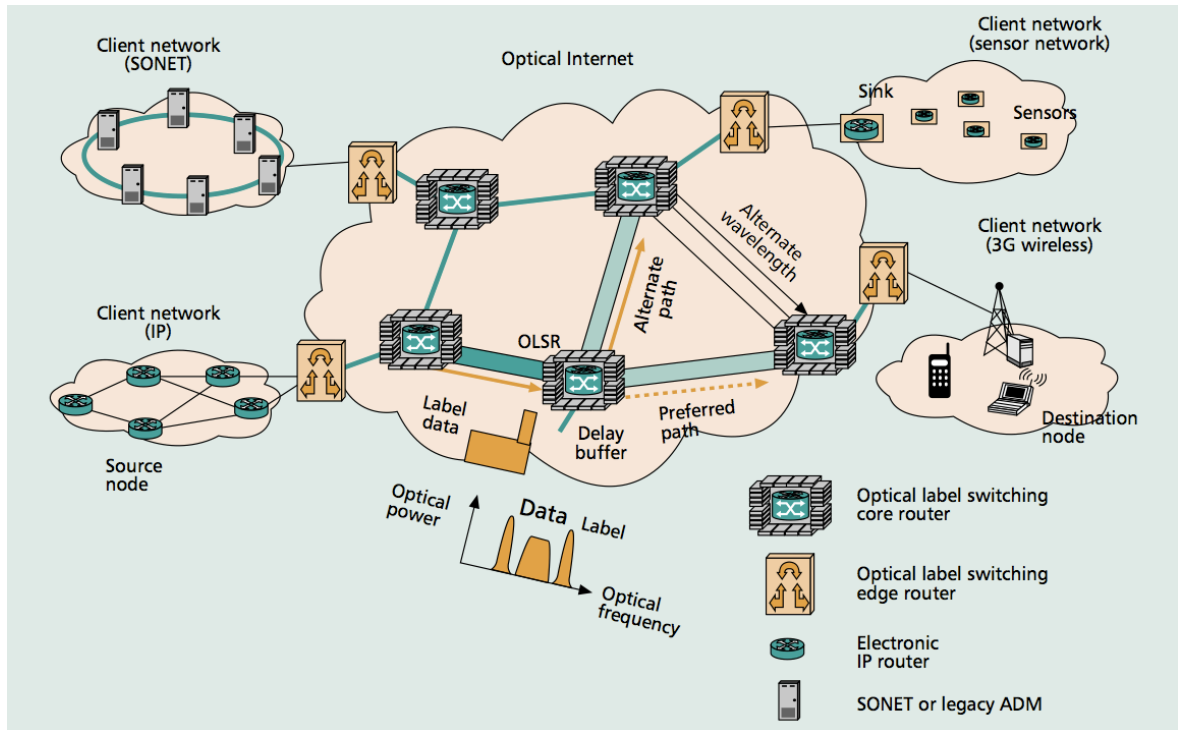 Client network
(SONET)
Optical Internet
Client network
(sensor network)
Sink
Sensors
Alternate
wavelength
Client network
(3G wireless)
Alternate
path
Client network
(IP)
OLSR
Label
data
Delay
buffer
Preferred
path
Destination
node
Source
node
Optical
power
Data
Label
Optical
frequency
Optical label switching
core router
Optical label switching
edge router
Electronic
IP router
SONET or legacy ADM